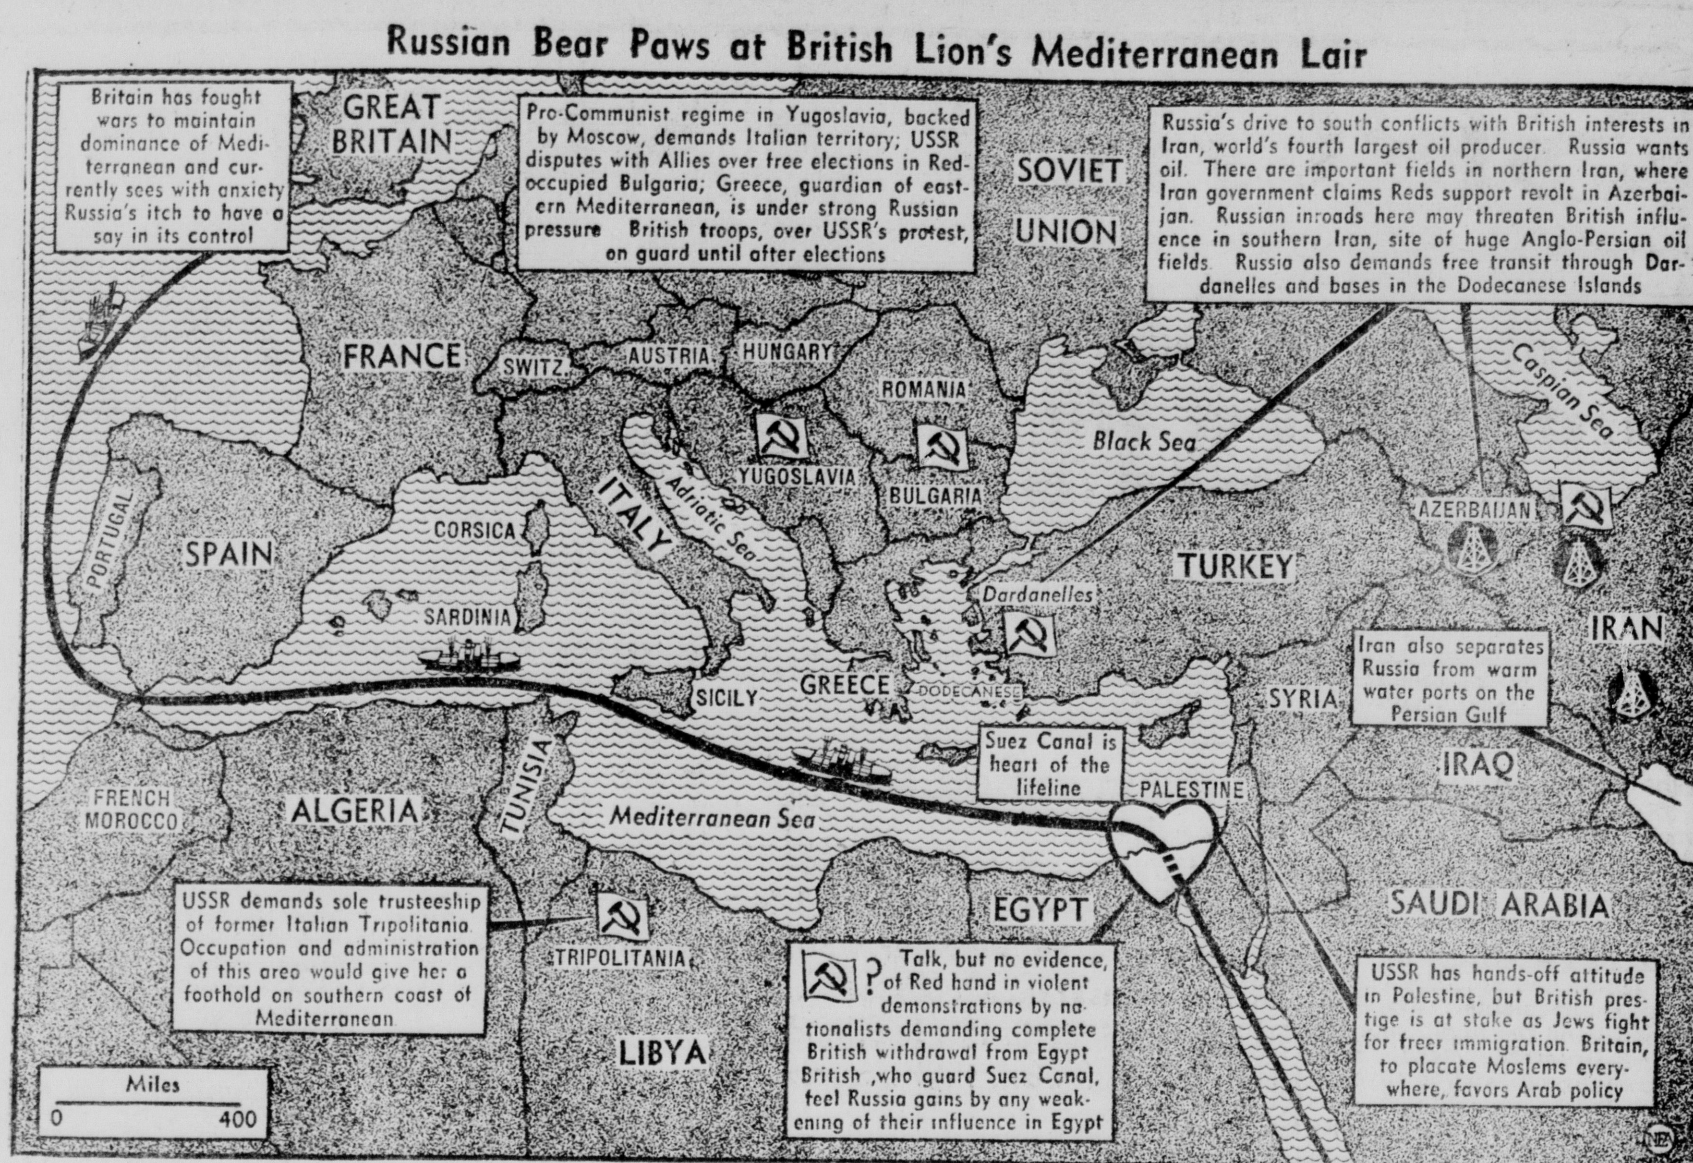 Russian Bear Paws at British Lion's Mediterranean Lair
Britain has fought
wars to maintain
dominance of Medi-
terranean and cur-
rently sees with anxiety
Russia's itch to have a
say in its control
GREAT
BRITAIN
Pro-Communist regime in Yugoslavia, backed
by Moscow, demands Italian territory; USSR
disputes with Allies over free elections in Red-
occupied Bulgaria; Greece, guardian of east-
ern Mediterranean, is under strong Russian
pressure British troops, over USSR's protest,
on guard until after elections
SOVIET
UNION
Russia's drive to south conflicts with British interests in
Iran, world's fourth largest oil producer. Russia wants
oil. There are important fields in northern Iran, where
Iran government claims Reds support revolt in Azerbai-
jan. Russian inroads here may threaten British influ-
ence in southern Iran, site of huge Anglo-Persian oil
fields. Russia also demands free transit through Dar-
danelles and bases in the Dodecanese Islands
FRANCE
SWITZ.
AUSTRIA
HUNGARY
ROMANIA
Caspian Sea
Black Sea
YUGOSLAVIA
BULGARIA
AZERBAIJAN
PORTUGAL
SPAIN
CORSICA
ITALY
Adriatic Sea
TURKEY
Dardanelles
SARDINIA
IRAN
Iran also separates
Russia from warm
water ports on the
Persian Gulf
SICILY
GREECE
DODECANESE
SYRIA
Suez Canal is
heart of the
lifeline
PALESTINE
IRAQ
FRENCH
MOROCCO
ALGERIA
TUNISIA
Mediterranean Sea
USSR demands sole trusteeship
of former Italian Tripolitania.
Occupation and administration
of this area would give her a
foothold on southern coast of
Mediterranean.
TRIPOLITANIA
EGYPT
SAUDI ARABIA
? Talk, but no evidence,
of Red hand in violent
demonstrations by na-
tionalists demanding complete
British withdrawal from Egypt
British ,who guard Suez Canal,
feel Russia gains by any weak-
ening of their influence in Egypt
USSR has hands-off attitude
in Palestine, but British pres-
tige is at stake as Jews fight
for freer immigration. Britain,
to placate Moslems every-
where, favors Arab policy
LIBYA
Miles
0 400
NEA